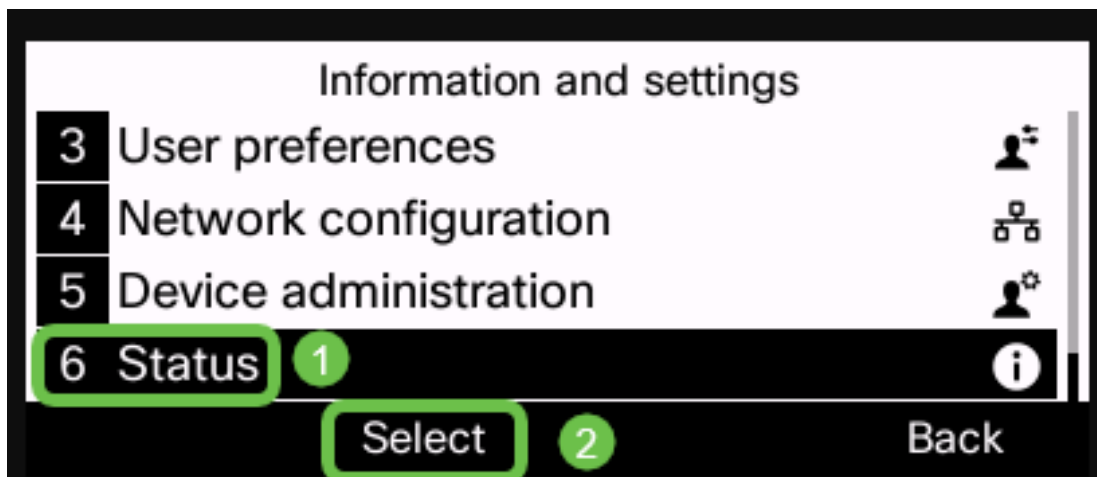 Information and settings
3 User preferences
4 Network configuration
5 Device administration
6 Status 1
Select 2 Back